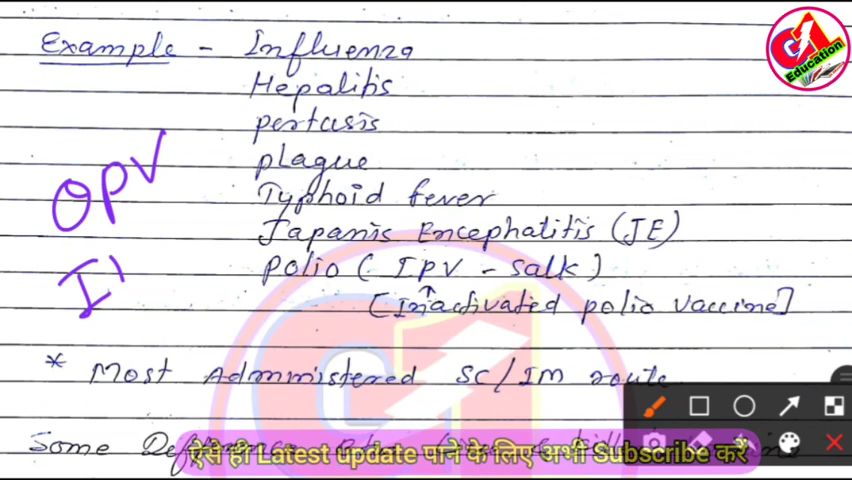 Example - Influenza
Hepalitis
pertusis
plague
Typhoid fever
Japanis Encephalitis (JE)
polio ( IPV - salk )
[Inactivated polio vaccine]
OPV
* Most Administered SC/IM route
Some
ऐसे ही Latest update पाने के लिए अभी Subscribe करें
Education